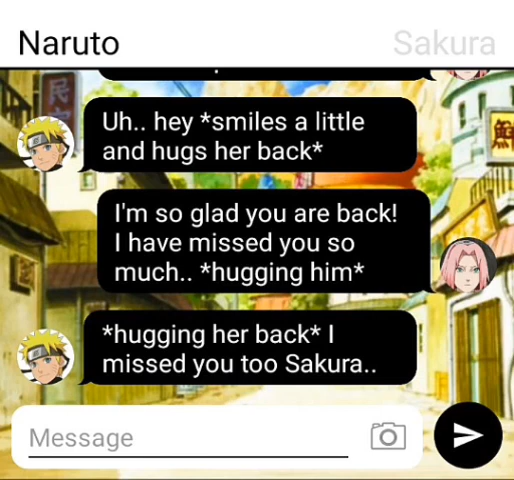 Naruto
Sakura
民
Uh.. hey *smiles a little
and hugs her back*
I'm so glad you are back!
I have missed you so
much.. *hugging him*
*hugging her back* I
missed you too Sakura..
Message